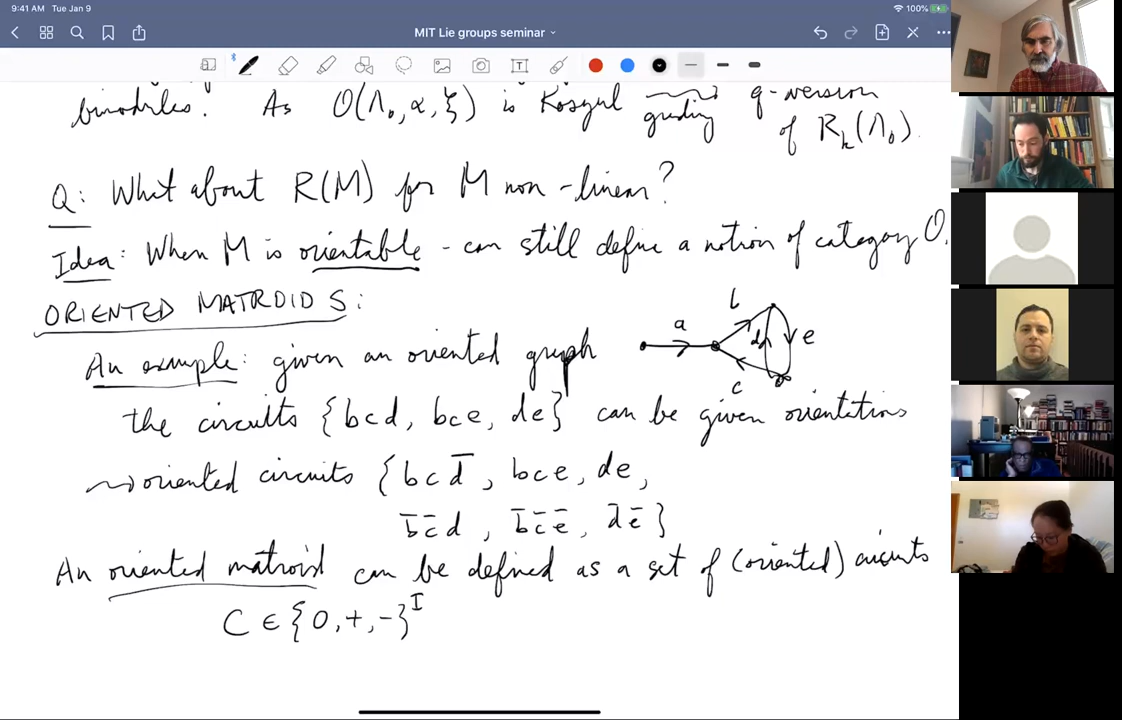 9:41 AM Tue Jan 9
100%
MIT Lie groups seminar
bimodules. As O(Λ₀, α, ξ) is Koszul grading q-version
of R_k(Λ₀).
Q: What about R(M) for M non-linear?
Idea: When M is orientable - can still define a notion of category O.
ORIENTED MATROIDS:
An example: given an oriented graph
a b c d e
the circuits {bcd, bce, de} can be given orientations
⇝ oriented circuits {bcd̅, bce, de,
b̅c̅d, b̅c̅e̅, d̅e̅}
An oriented matroid can be defined as a set of (oriented) circuits
C ∈ {0,+,-}^I